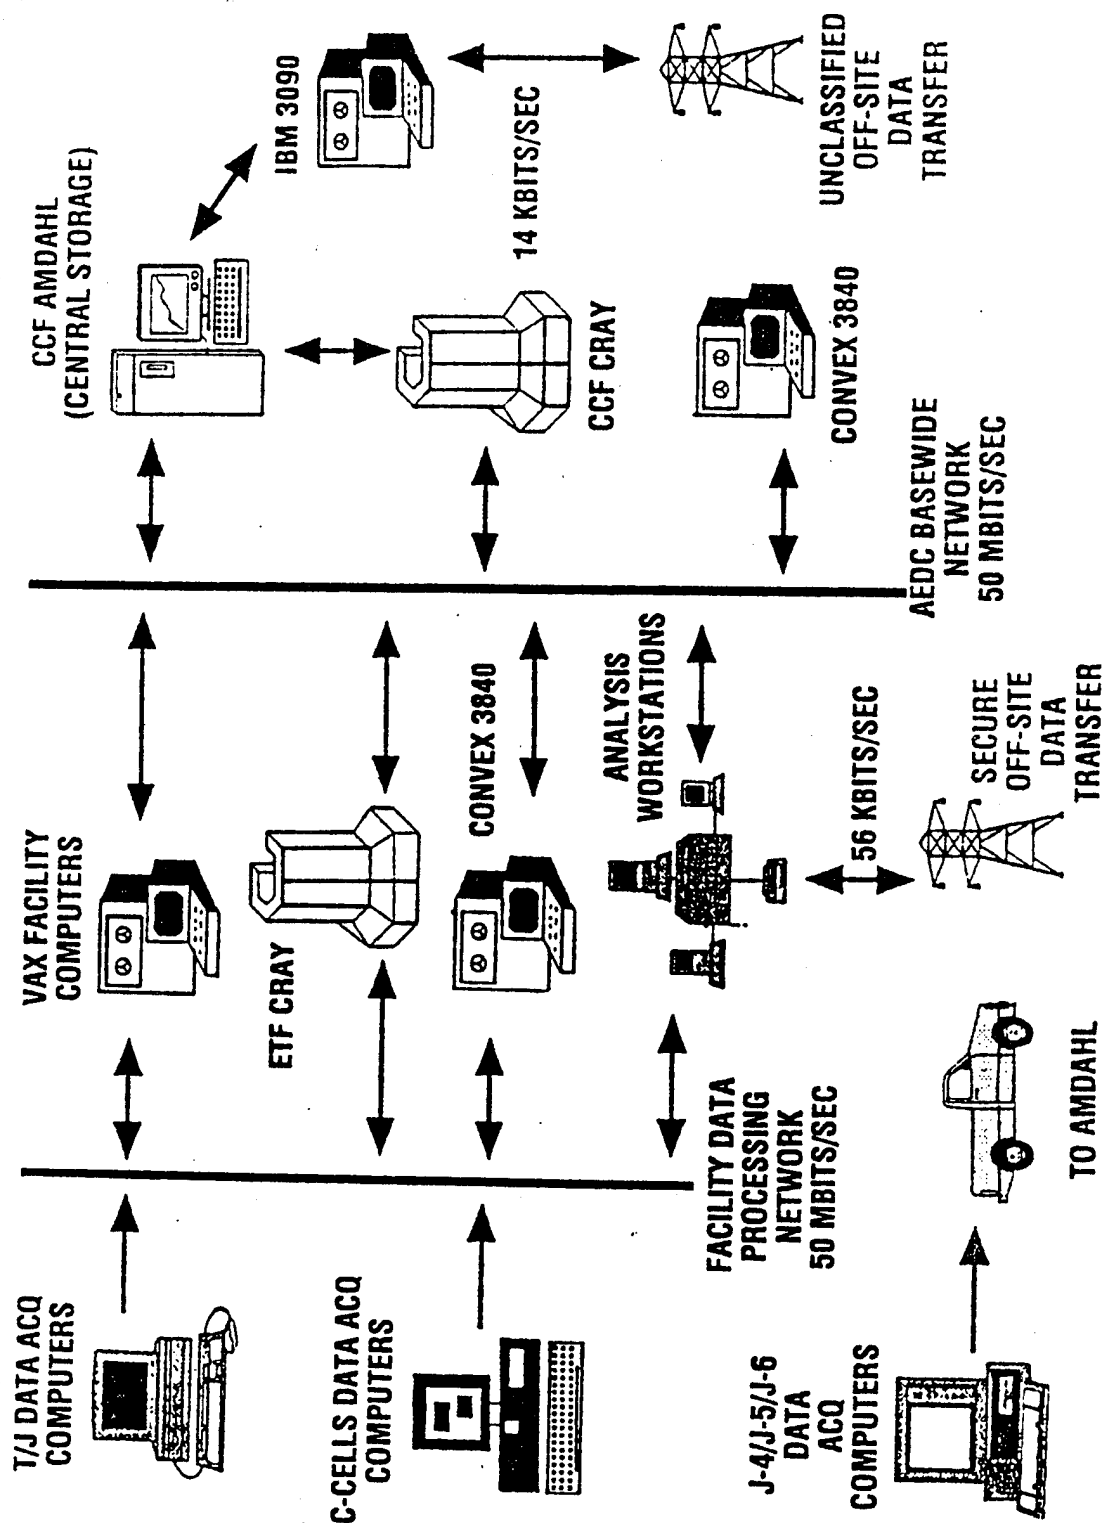 T/J DATA ACQ
COMPUTERS
C-CELLS DATA ACQ
COMPUTERS
J-4/J-5/J-6
DATA
ACQ
COMPUTERS
FACILITY DATA
PROCESSING
NETWORK
50 MBITS/SEC
TO AMDAHL
VAX FACILITY
COMPUTERS
ETF CRAY
CONVEX 3840
ANALYSIS
WORKSTATIONS
56 KBITS/SEC
SECURE
OFF-SITE
DATA
TRANSFER
AEDC BASEWIDE
NETWORK
50 MBITS/SEC
CCF AMDAHL
(CENTRAL STORAGE)
CCF CRAY
CONVEX 3840
IBM 3090
14 KBITS/SEC
UNCLASSIFIED
OFF-SITE
DATA
TRANSFER